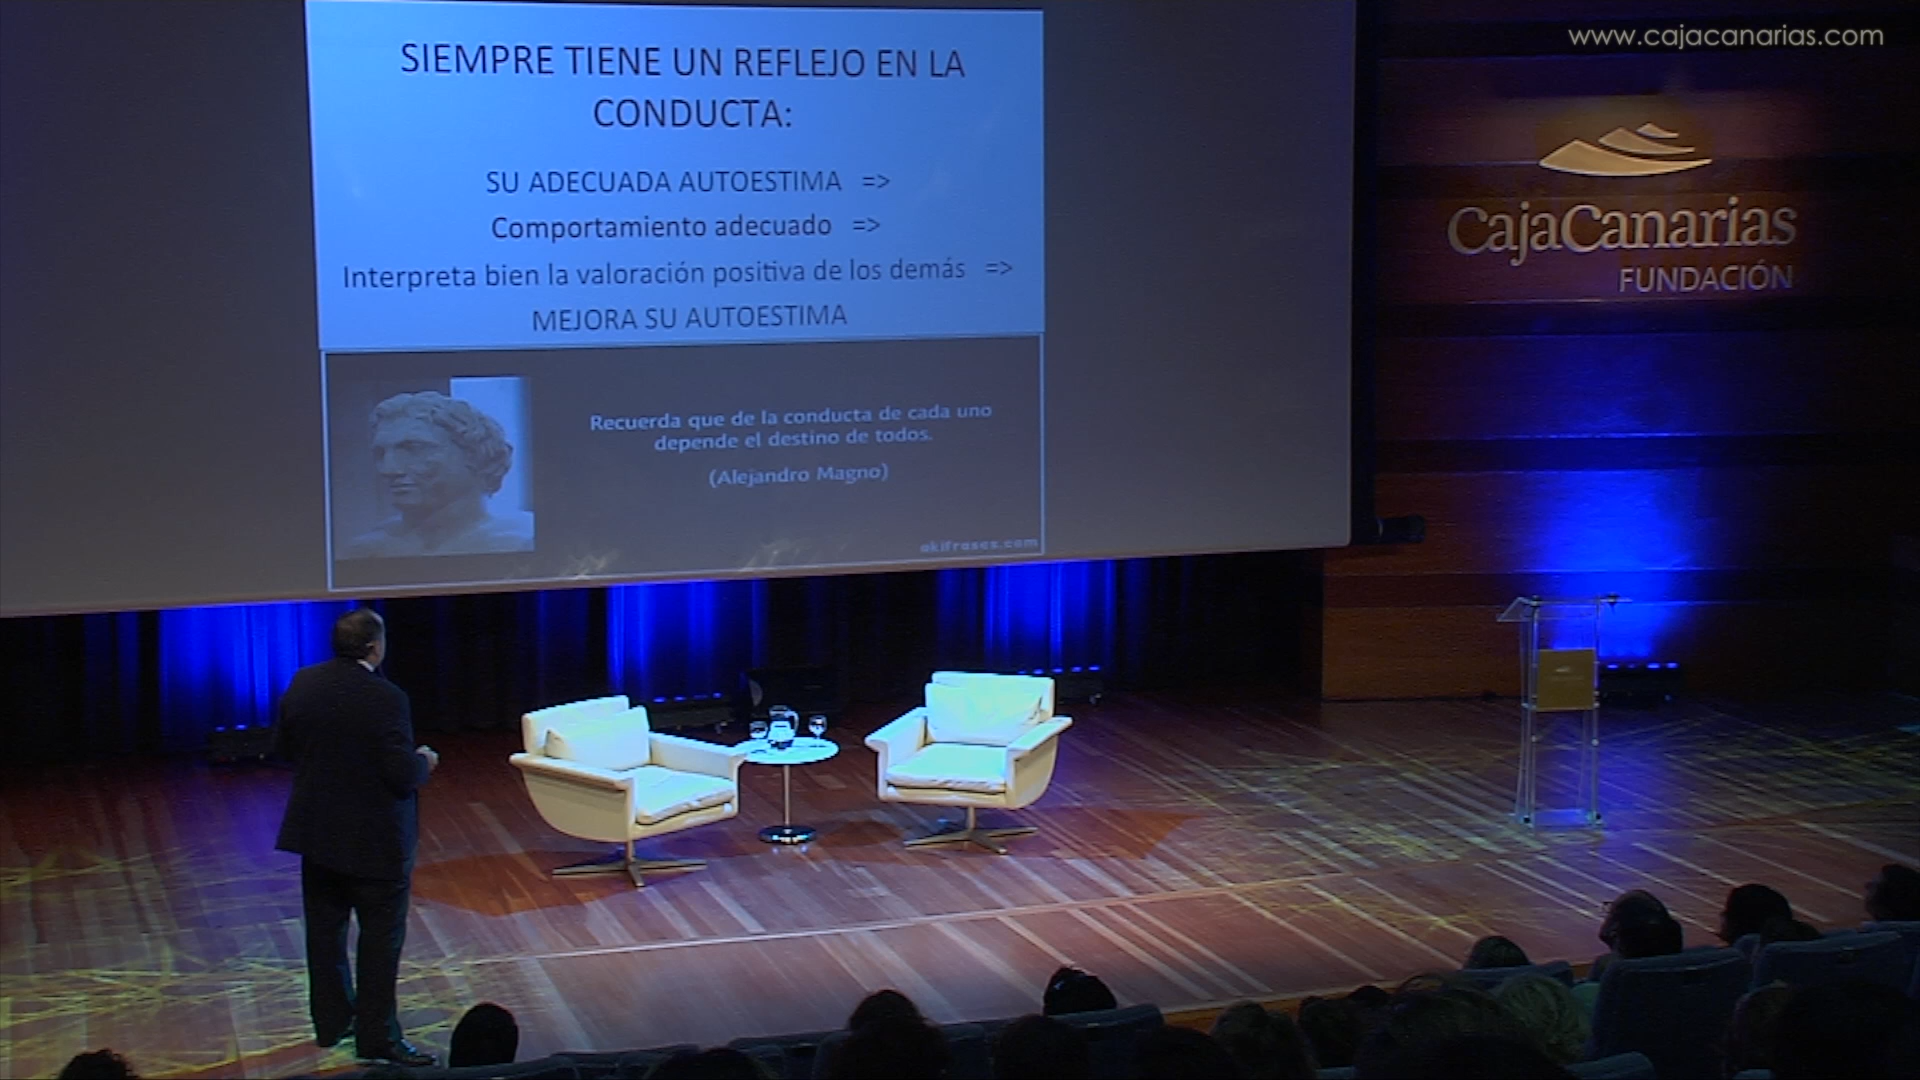 www.cajacanarias.com
SIEMPRE TIENE UN REFLEJO EN LA
CONDUCTA:
SU ADECUADA AUTOESTIMA =>
Comportamiento adecuado =>
Interpreta bien la valoración positiva de los demás =>
MEJORA SU AUTOESTIMA
Recuerda que de la conducta de cada uno
depende el destino de todos.
(Alejandro Magno)
akifrases.com
CajaCanarias
FUNDACIÓN